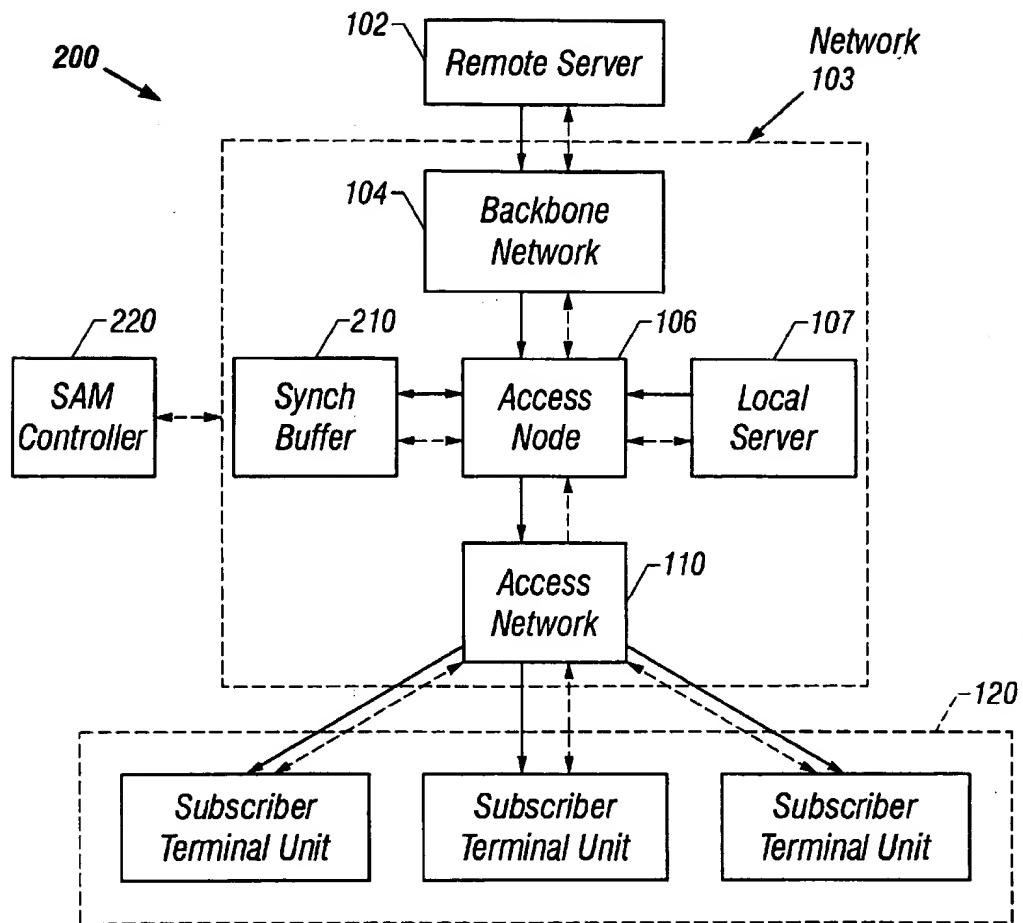 200
102
Remote Server
Network
103
104
Backbone
Network
220
SAM
Controller
210
Synch
Buffer
106
Access
Node
107
Local
Server
110
Access
Network
120
Subscriber
Terminal Unit
Subscriber
Terminal Unit
Subscriber
Terminal Unit